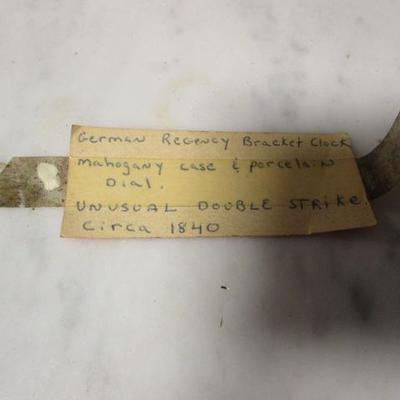 German Regency Bracket Clock
Mahogany case & porcelain
Dial.
UNUSUAL DOUBLE STRIKE.
Circa 1840